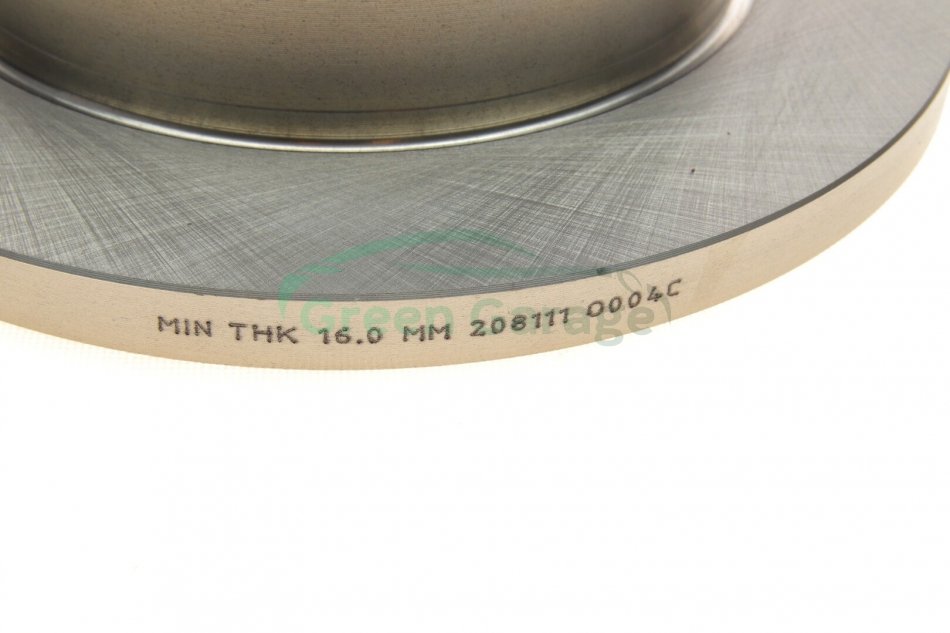 MIN THK 16.0 MM 208111 0004C
Green Garage